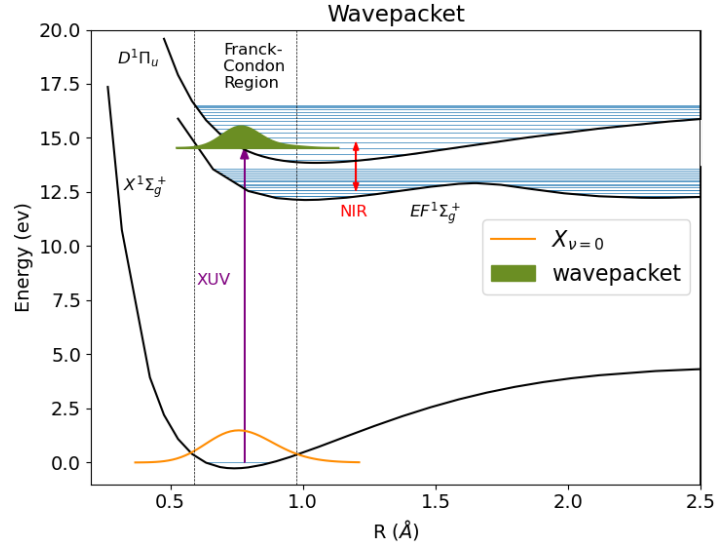 Wavepacket
20.0
17.5
15.0
12.5
10.0
7.5
5.0
2.5
0.0
Energy (ev)
D¹Πᵤ
Franck-
Condon
Region
X¹Σg⁺
NIR
EF¹Σg⁺
XUV
X_ν=0
wavepacket
0.5
1.0
1.5
2.0
2.5
R (Å)